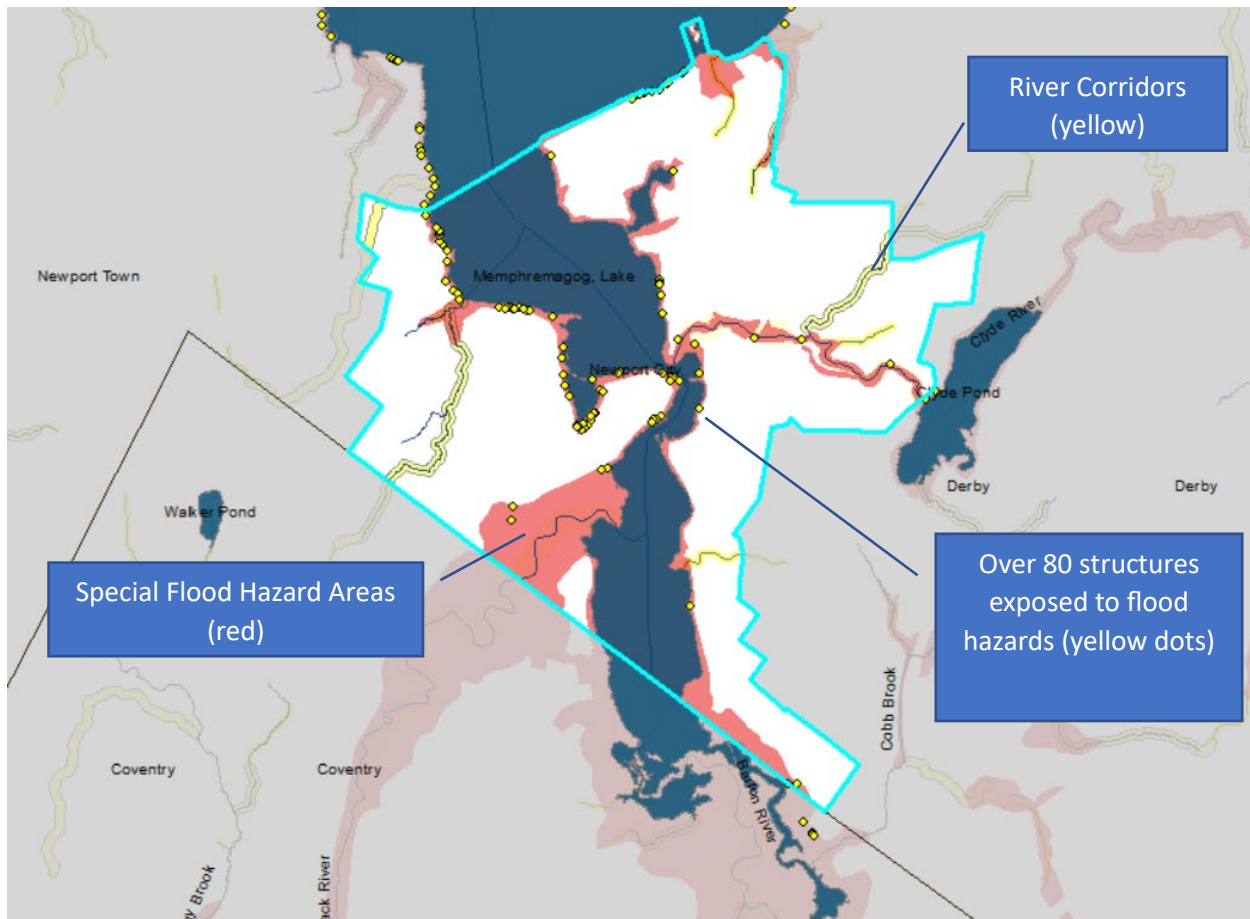 River Corridors
(yellow)
Newport Town
Memphremagog, Lake
Clyde River
Newport City
Clyde Pond
Derby
Derby
Walker Pond
Special Flood Hazard Areas
(red)
Over 80 structures
exposed to flood
hazards (yellow dots)
Cobb Brook
Coventry
Coventry
Barton River
Brook
River